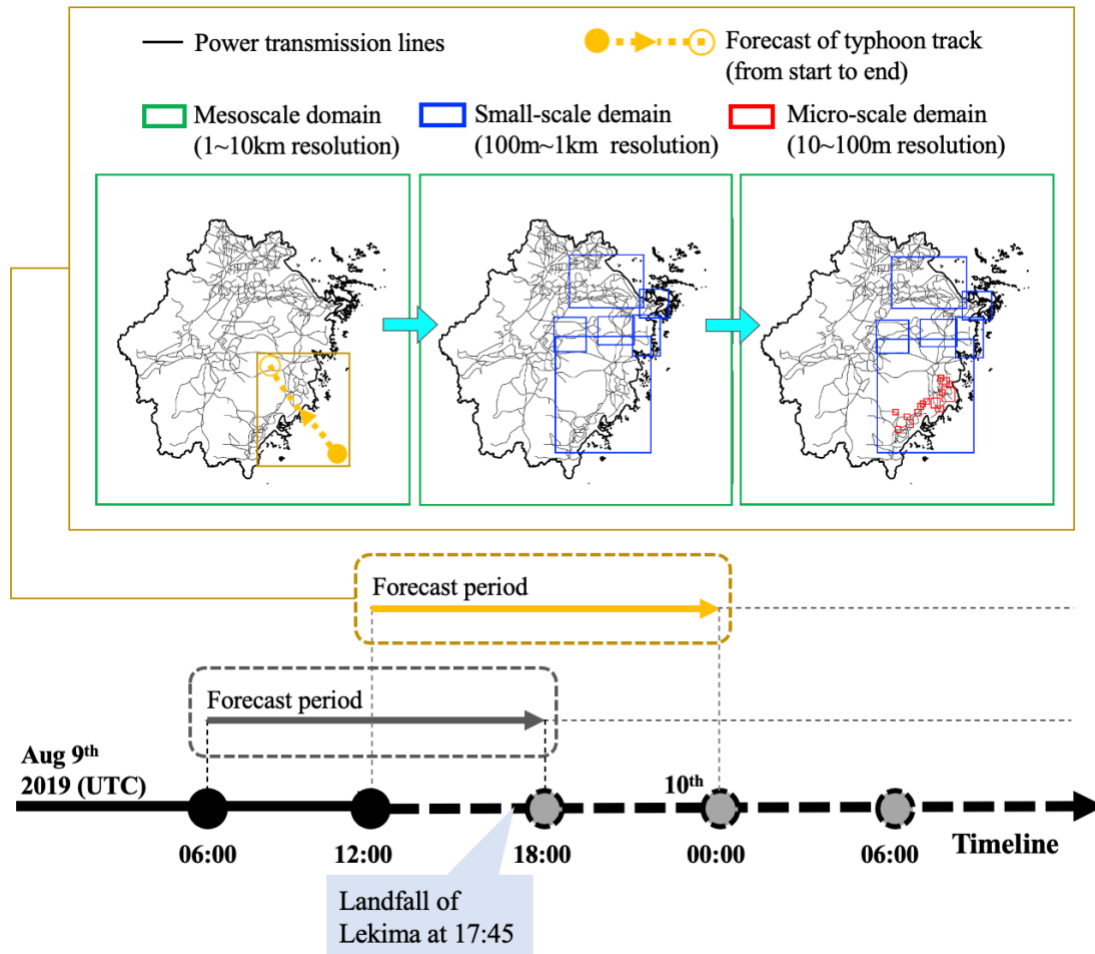 Power transmission lines
Forecast of typhoon track
(from start to end)
Mesoscale domain
(1~10km resolution)
Small-scale demain
(100m~1km resolution)
Micro-scale demain
(10~100m resolution)
Forecast period
Forecast period
Aug 9th
2019 (UTC)
10th
06:00
12:00
18:00
00:00
06:00
Timeline
Landfall of
Lekima at 17:45